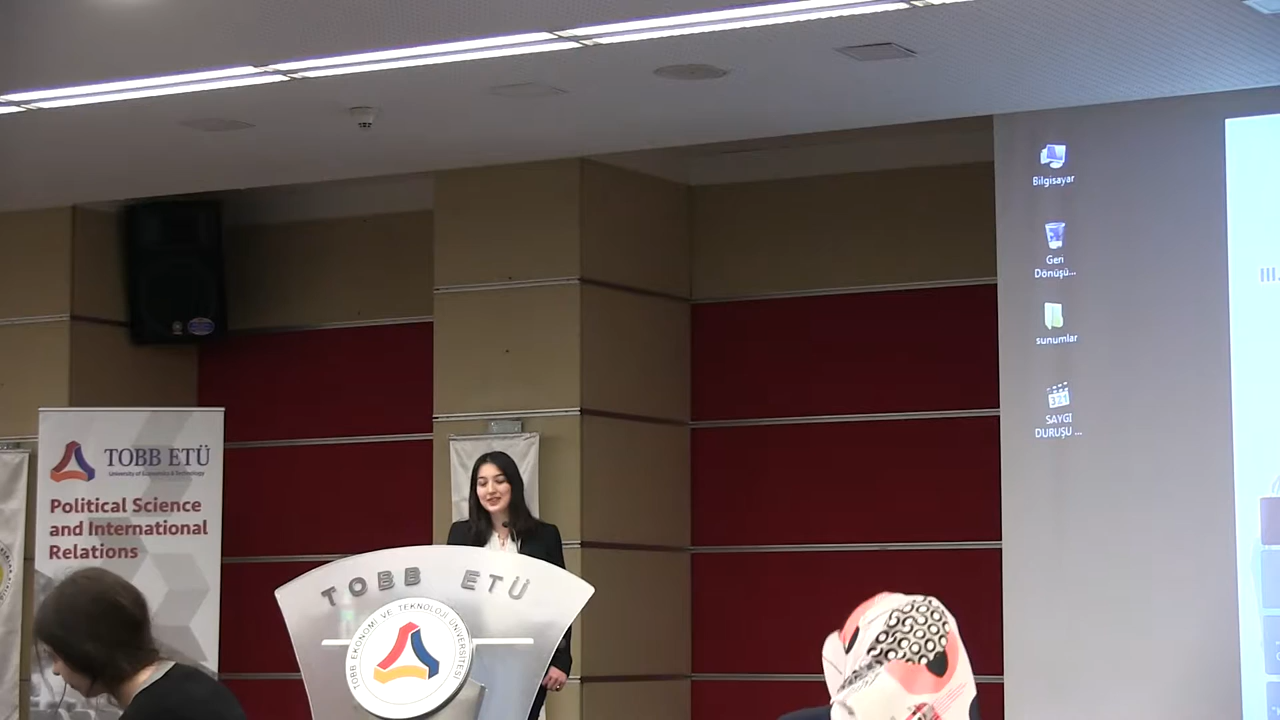 TOBB ETÜ
University of Economics & Technology
Political Science
and International
Relations
TOBB ETÜ
TOBB EKONOMİ VE TEKNOLOJİ ÜNİVERSİTESİ
Bilgisayar
Geri
Dönüşü...
sunumlar
321
SAYGI
DURUŞU ...
III.